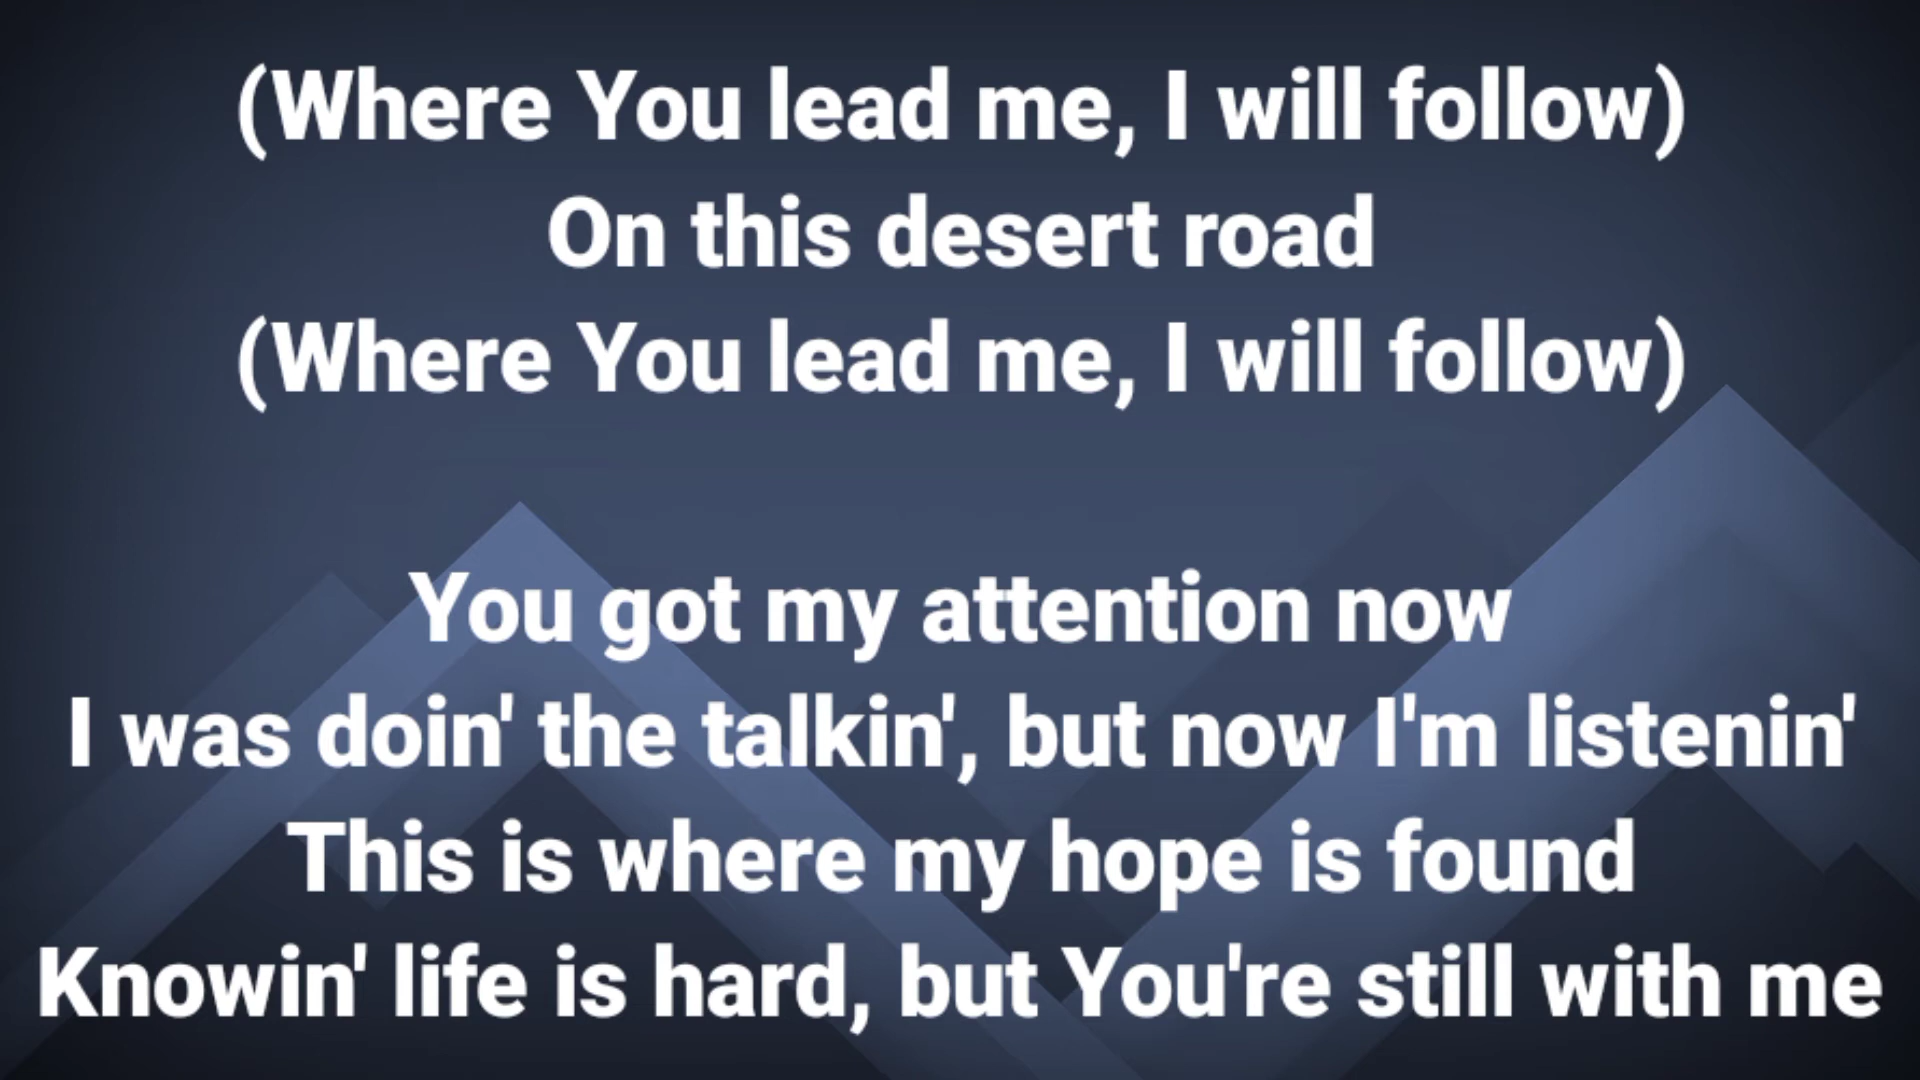 (Where You lead me, I will follow)
On this desert road
(Where You lead me, I will follow)
You got my attention now
I was doin' the talkin', but now I'm listenin'
This is where my hope is found
Knowin' life is hard, but You're still with me